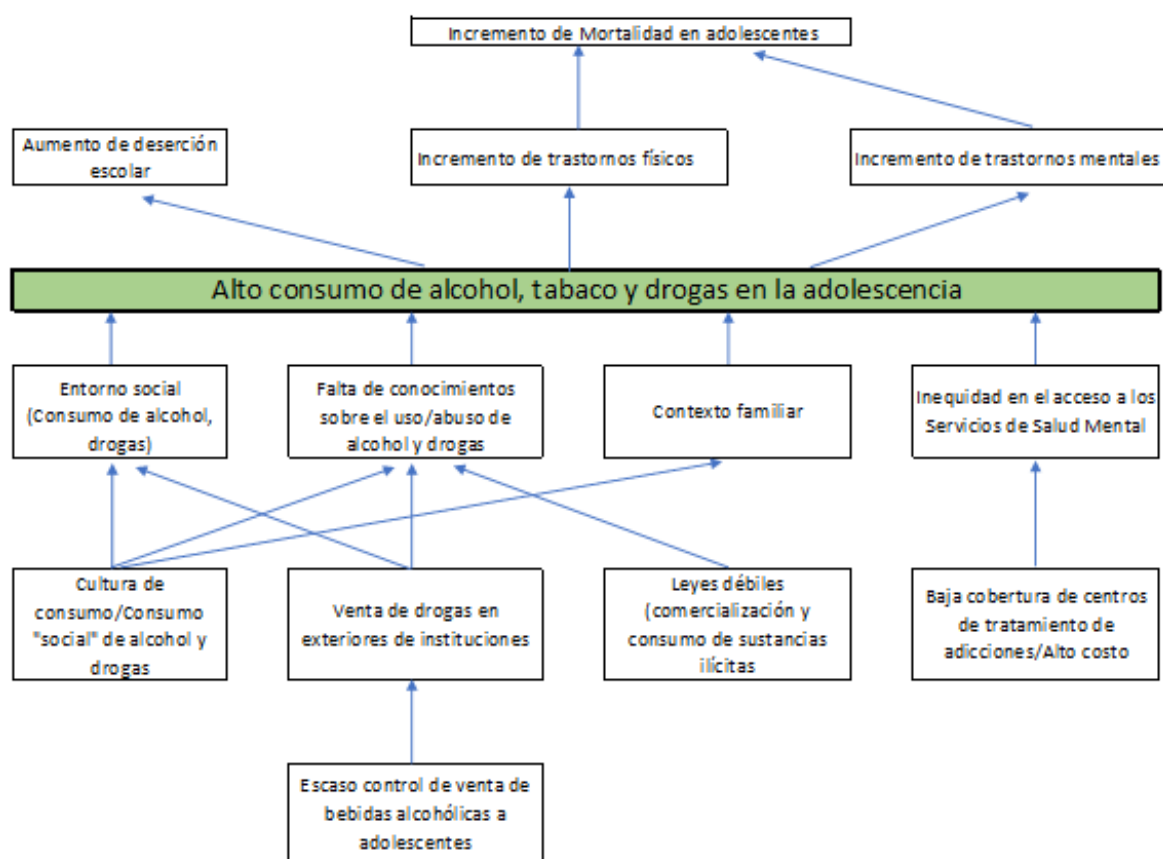 Incremento de Mortalidad en adolescentes
Aumento de deserción
escolar
Incremento de trastornos físicos
Incremento de trastornos mentales
Alto consumo de alcohol, tabaco y drogas en la adolescencia
Entorno social
(Consumo de alcohol,
drogas)
Falta de conocimientos
sobre el uso/abuso de
alcohol y drogas
Contexto familiar
Inequidad en el acceso a los
Servicios de Salud Mental
Cultura de
consumo/Consumo
"social" de alcohol y
drogas
Venta de drogas en
exteriores de instituciones
Leyes débiles
(comercialización y
consumo de sustancias
ilícitas
Baja cobertura de centros
de tratamiento de
adicciones/Alto costo
Escaso control de venta de
bebidas alcohólicas a
adolescentes